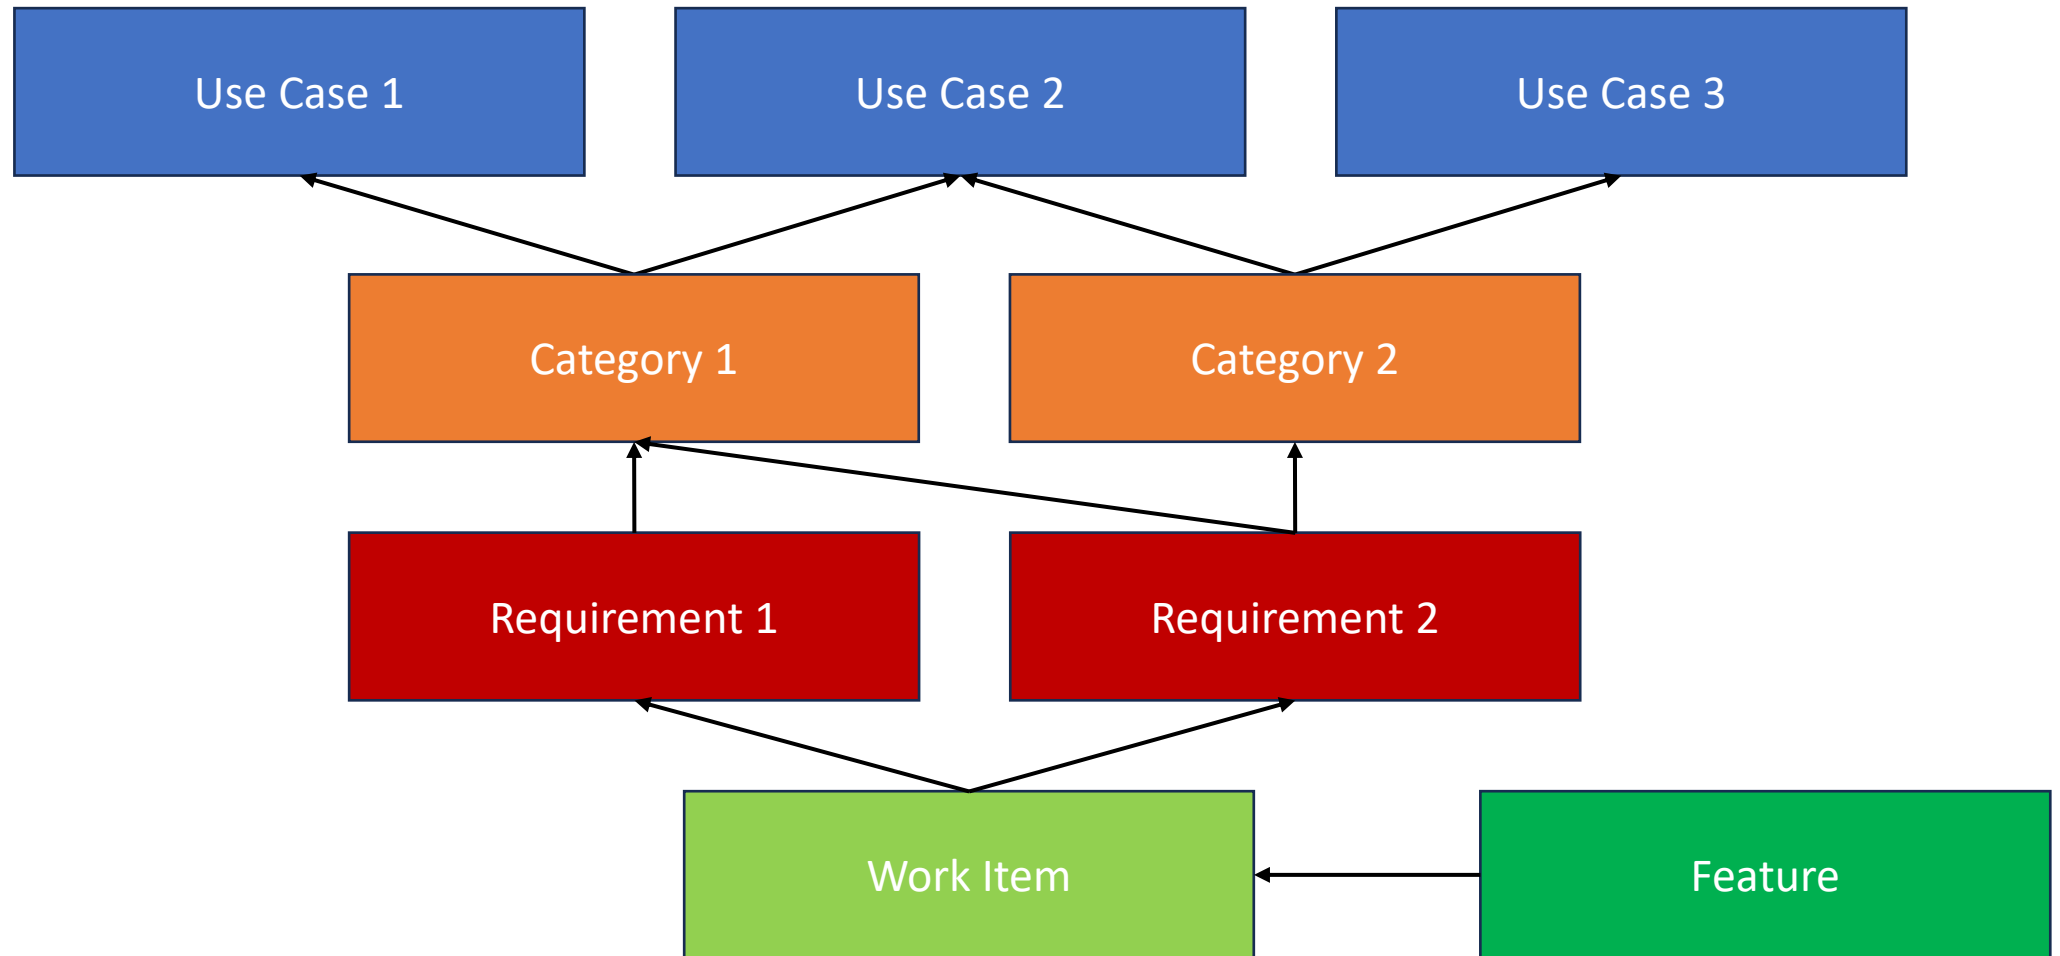 Use Case 1
Use Case 2
Use Case 3
Category 1
Category 2
Requirement 1
Requirement 2
Work Item
Feature